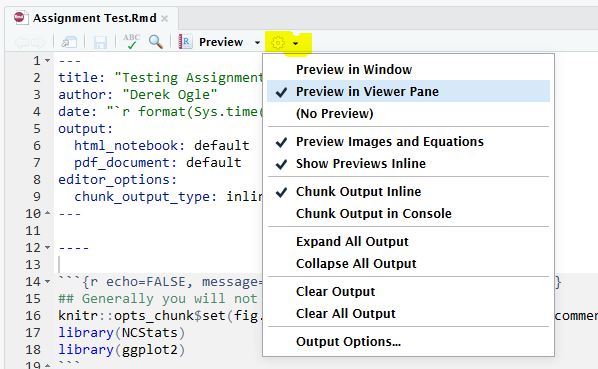 Assignment Test.Rmd
ABC Preview
1 ---
2 title: "Testing Assignment
3 author: "Derek Ogle"
4 date: "`r format(Sys.time(
5 output:
6 html_notebook: default
7 pdf_document: default
8 editor_options:
9 chunk_output_type: inlin
10 ---
11
12 ----
13
14 ```{r echo=FALSE, message= }
15 ## Generally you will not
16 knitr::opts_chunk$set(fig. commen
17 library(NCStats)
18 library(ggplot2)
19 ```
Preview in Window
Preview in Viewer Pane
(No Preview)
Preview Images and Equations
Show Previews Inline
Chunk Output Inline
Chunk Output in Console
Expand All Output
Collapse All Output
Clear Output
Clear All Output
Output Options...